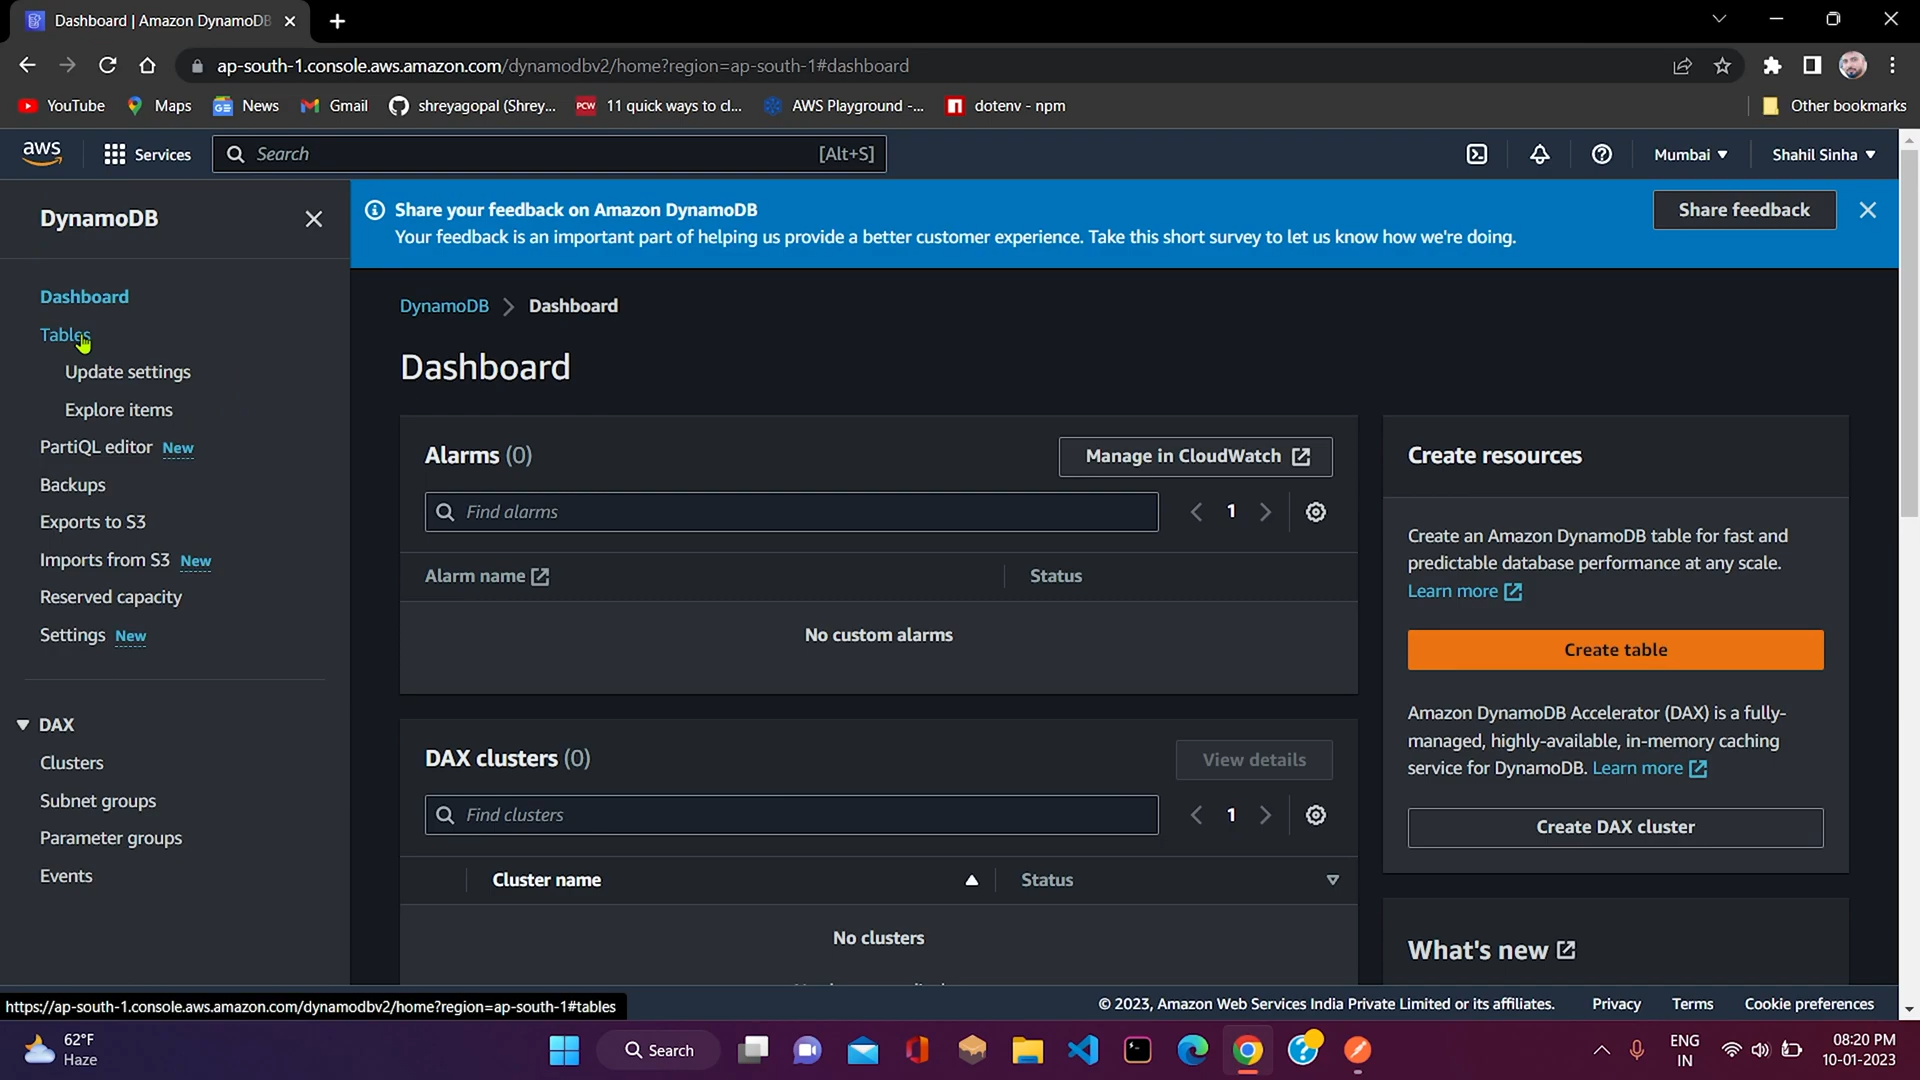 Dashboard | Amazon DynamoDB
ap-south-1.console.aws.amazon.com/dynamodbv2/home?region=ap-south-1#dashboard
YouTube
Maps
News
Gmail
shreyagopal (Shrey...
PCW
11 quick ways to cl...
AWS Playground -...
dotenv - npm
Other bookmarks
aws
Services
Search
[Alt+S]
Mumbai
Shahil Sinha
DynamoDB
Dashboard
Tables
Update settings
Explore items
PartiQL editor New
Backups
Exports to S3
Imports from S3 New
Reserved capacity
Settings New
DAX
Clusters
Subnet groups
Parameter groups
Events
Share your feedback on Amazon DynamoDB
Your feedback is an important part of helping us provide a better customer experience. Take this short survey to let us know how we're doing.
Share feedback
DynamoDB
Dashboard
Dashboard
Alarms (0)
Manage in CloudWatch
Find alarms
1
Alarm name
Status
No custom alarms
DAX clusters (0)
View details
Find clusters
1
Cluster name
Status
No clusters
Create resources
Create an Amazon DynamoDB table for fast and
predictable database performance at any scale.
Learn more
Create table
Amazon DynamoDB Accelerator (DAX) is a fully-
managed, highly-available, in-memory caching
service for DynamoDB. Learn more
Create DAX cluster
What's new
https://ap-south-1.console.aws.amazon.com/dynamodbv2/home?region=ap-south-1#tables
© 2023, Amazon Web Services India Private Limited or its affiliates.
Privacy
Terms
Cookie preferences
62°F
Haze
Search
ENG
IN
08:20 PM
10-01-2023